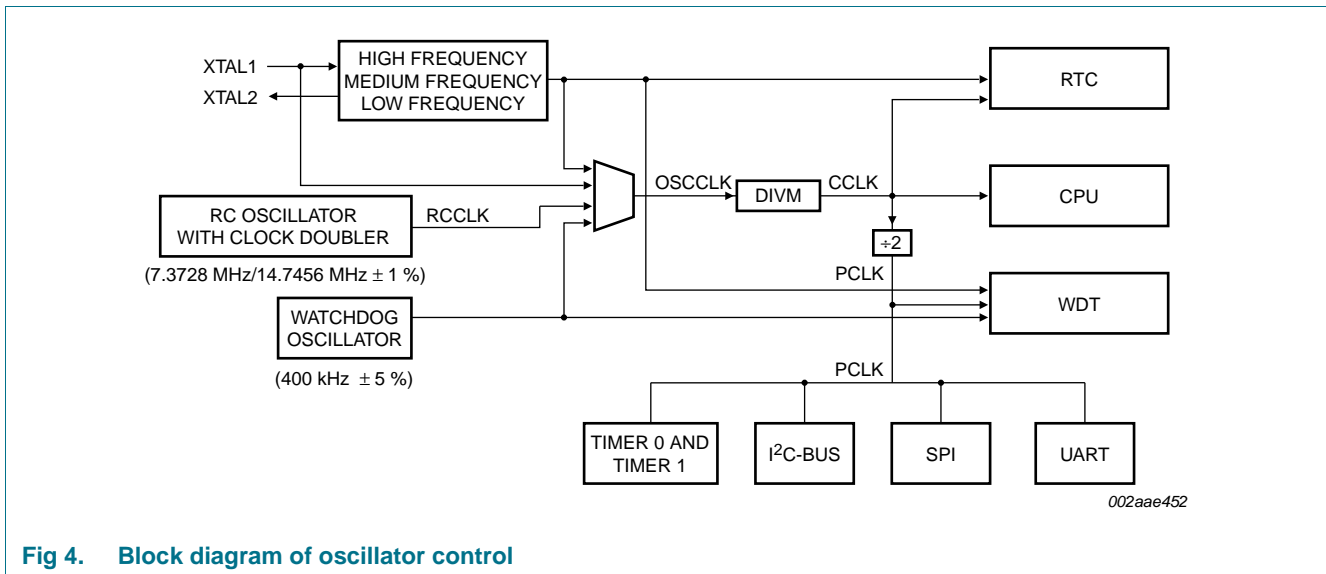 XTAL1
XTAL2
HIGH FREQUENCY
MEDIUM FREQUENCY
LOW FREQUENCY
RTC
OSCCLK
DIVM
CCLK
CPU
RC OSCILLATOR
WITH CLOCK DOUBLER
RCCLK
(7.3728 MHz/14.7456 MHz ± 1 %)
÷2
PCLK
WDT
WATCHDOG
OSCILLATOR
(400 kHz ± 5 %)
PCLK
TIMER 0 AND
TIMER 1
I²C-BUS
SPI
UART
002aae452
Fig 4. Block diagram of oscillator control